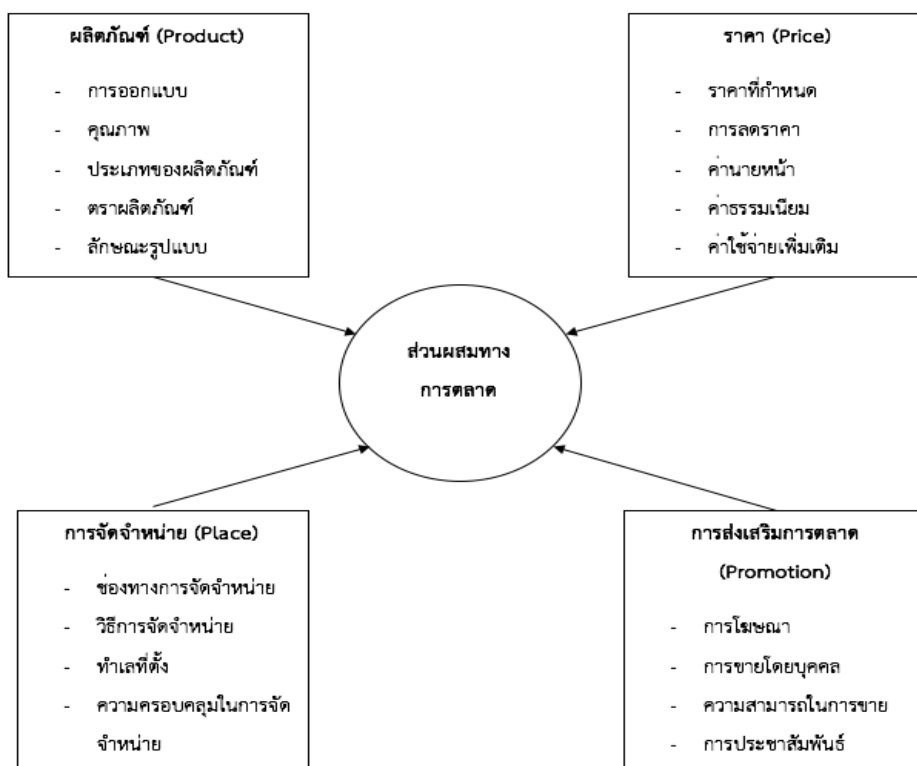 ผลิตภัณฑ์ (Product)
- การออกแบบ
- คุณภาพ
- ประเภทของผลิตภัณฑ์
- ตราผลิตภัณฑ์
- ลักษณะรูปแบบ
ราคา (Price)
- ราคาที่กำหนด
- การลดราคา
- ค่านายหน้า
- ค่าธรรมเนียม
- ค่าใช้จ่ายเพิ่มเติม
ส่วนผสมทาง
การตลาด
การจัดจำหน่าย (Place)
- ช่องทางการจัดจำหน่าย
- วิธีการจัดจำหน่าย
- ทำเลที่ตั้ง
- ความครอบคลุมในการจัด
จำหน่าย
การส่งเสริมการตลาด
(Promotion)
- การโฆษณา
- การขายโดยบุคคล
- ความสามารถในการขาย
- การประชาสัมพันธ์